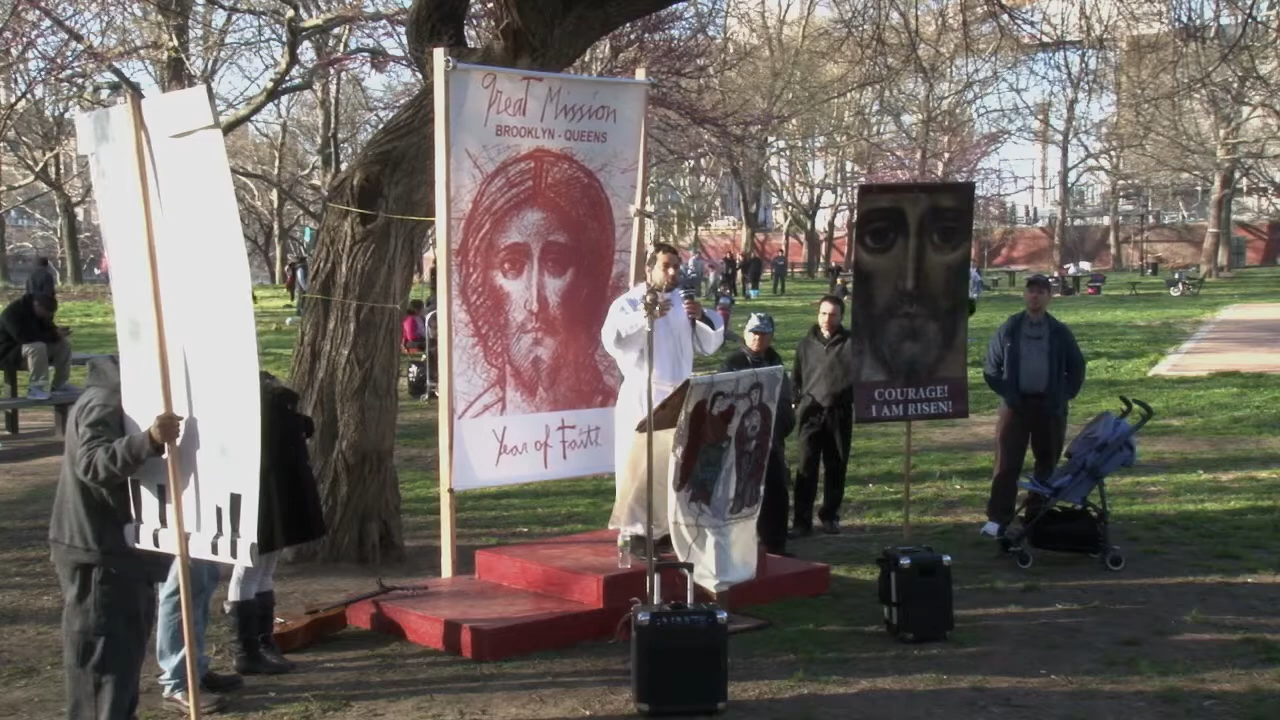 Great Mission
BROOKLYN - QUEENS
Year of Faith
COURAGE!
I AM RISEN!